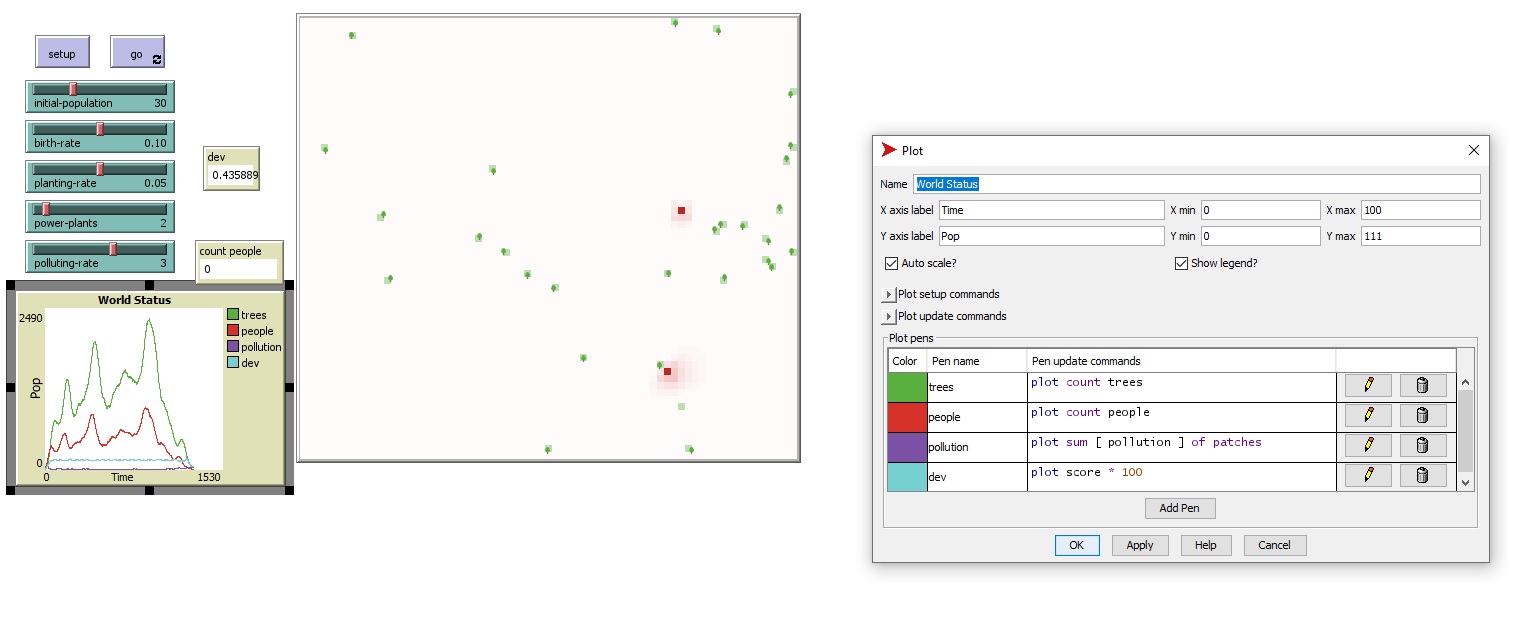 setup
go
initial-population 30
birth-rate 0.10
planting-rate 0.05
power-plants 2
polluting-rate 3
dev
0.435889
count people
0
World Status
2490
Pop
0
0 Time 1530
trees
people
pollution
dev
Plot
Name World Status
X axis label Time X min 0 X max 100
Y axis label Pop Y min 0 Y max 111
Auto scale? Show legend?
Plot setup commands
Plot update commands
Plot pens
Color Pen name Pen update commands
trees plot count trees
people plot count people
pollution plot sum [ pollution ] of patches
dev plot score * 100
Add Pen
OK Apply Help Cancel